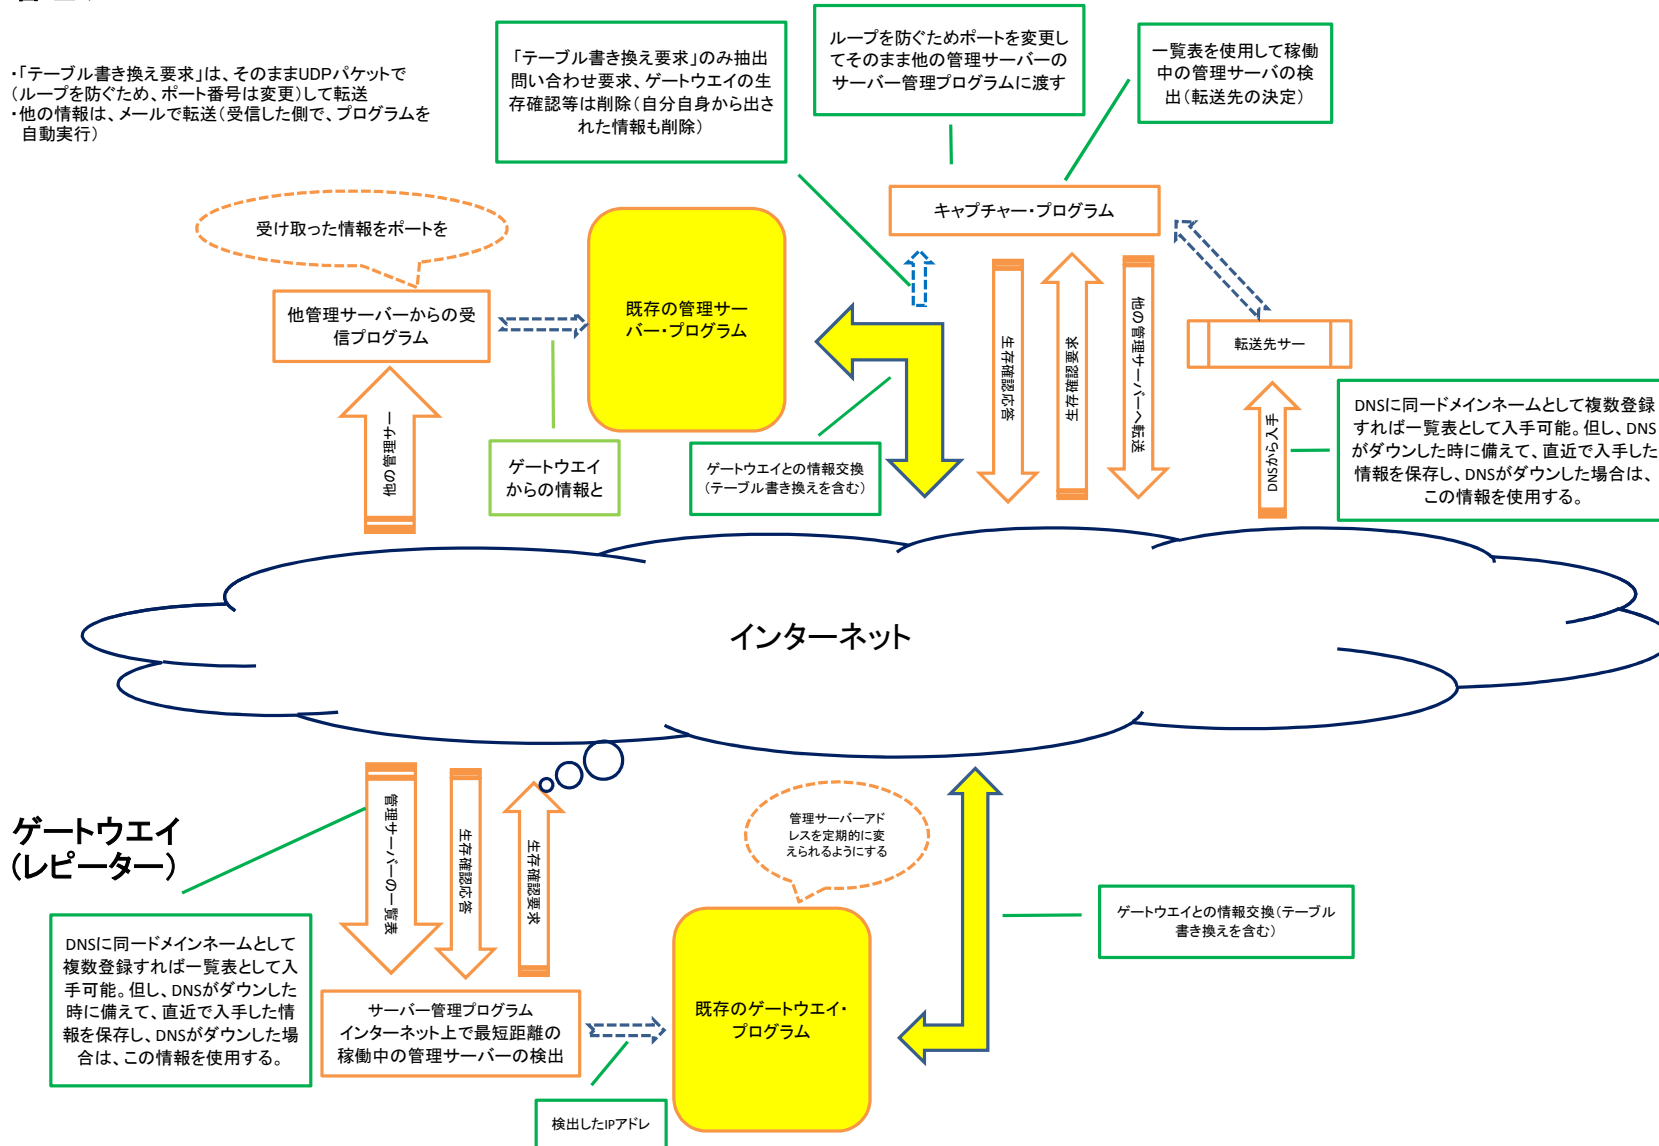 ・「テーブル書き換え要求」は、そのままUDPパケットで
(ループを防ぐため、ポート番号は変更)して転送
・他の情報は、メールで転送(受信した側で、プログラムを
自動実行)
「テーブル書き換え要求」のみ抽出
問い合わせ要求、ゲートウエイの生
存確認等は削除(自分自身から出さ
れた情報も削除)
ループを防ぐためポートを変更し
てそのまま他の管理サーバーの
サーバー管理プログラムに渡す
一覧表を使用して稼働
中の管理サーバの検
出(転送先の決定)
キャプチャー・プログラム
受け取った情報をポートを
他管理サーバーからの受
信プログラム
既存の管理サー
バー・プログラム
転送先サー
他の管理サー
ゲートウエイ
からの情報と
ゲートウエイとの情報交換
(テーブル書き換えを含む)
生存確認応答
生存確認要求
他の管理サーバーへ転送
DNSから入手
DNSに同一ドメインネームとして複数登録
すれば一覧表として入手可能。但し、DNS
がダウンした時に備えて、直近で入手した
情報を保存し、DNSがダウンした場合は、
この情報を使用する。
インターネット
ゲートウエイ
(レピーター)
管理サーバーの一覧表
生存確認応答
生存確認要求
管理サーバーアド
レスを定期的に変
えられるようにする
ゲートウエイとの情報交換(テーブル
書き換えを含む)
DNSに同一ドメインネームとして
複数登録すれば一覧表として入
手可能。但し、DNSがダウンした
時に備えて、直近で入手した情
報を保存し、DNSがダウンした場
合は、この情報を使用する。
サーバー管理プログラム
インターネット上で最短距離の
稼働中の管理サーバーの検出
既存のゲートウエイ・
プログラム
検出したIPアドレ